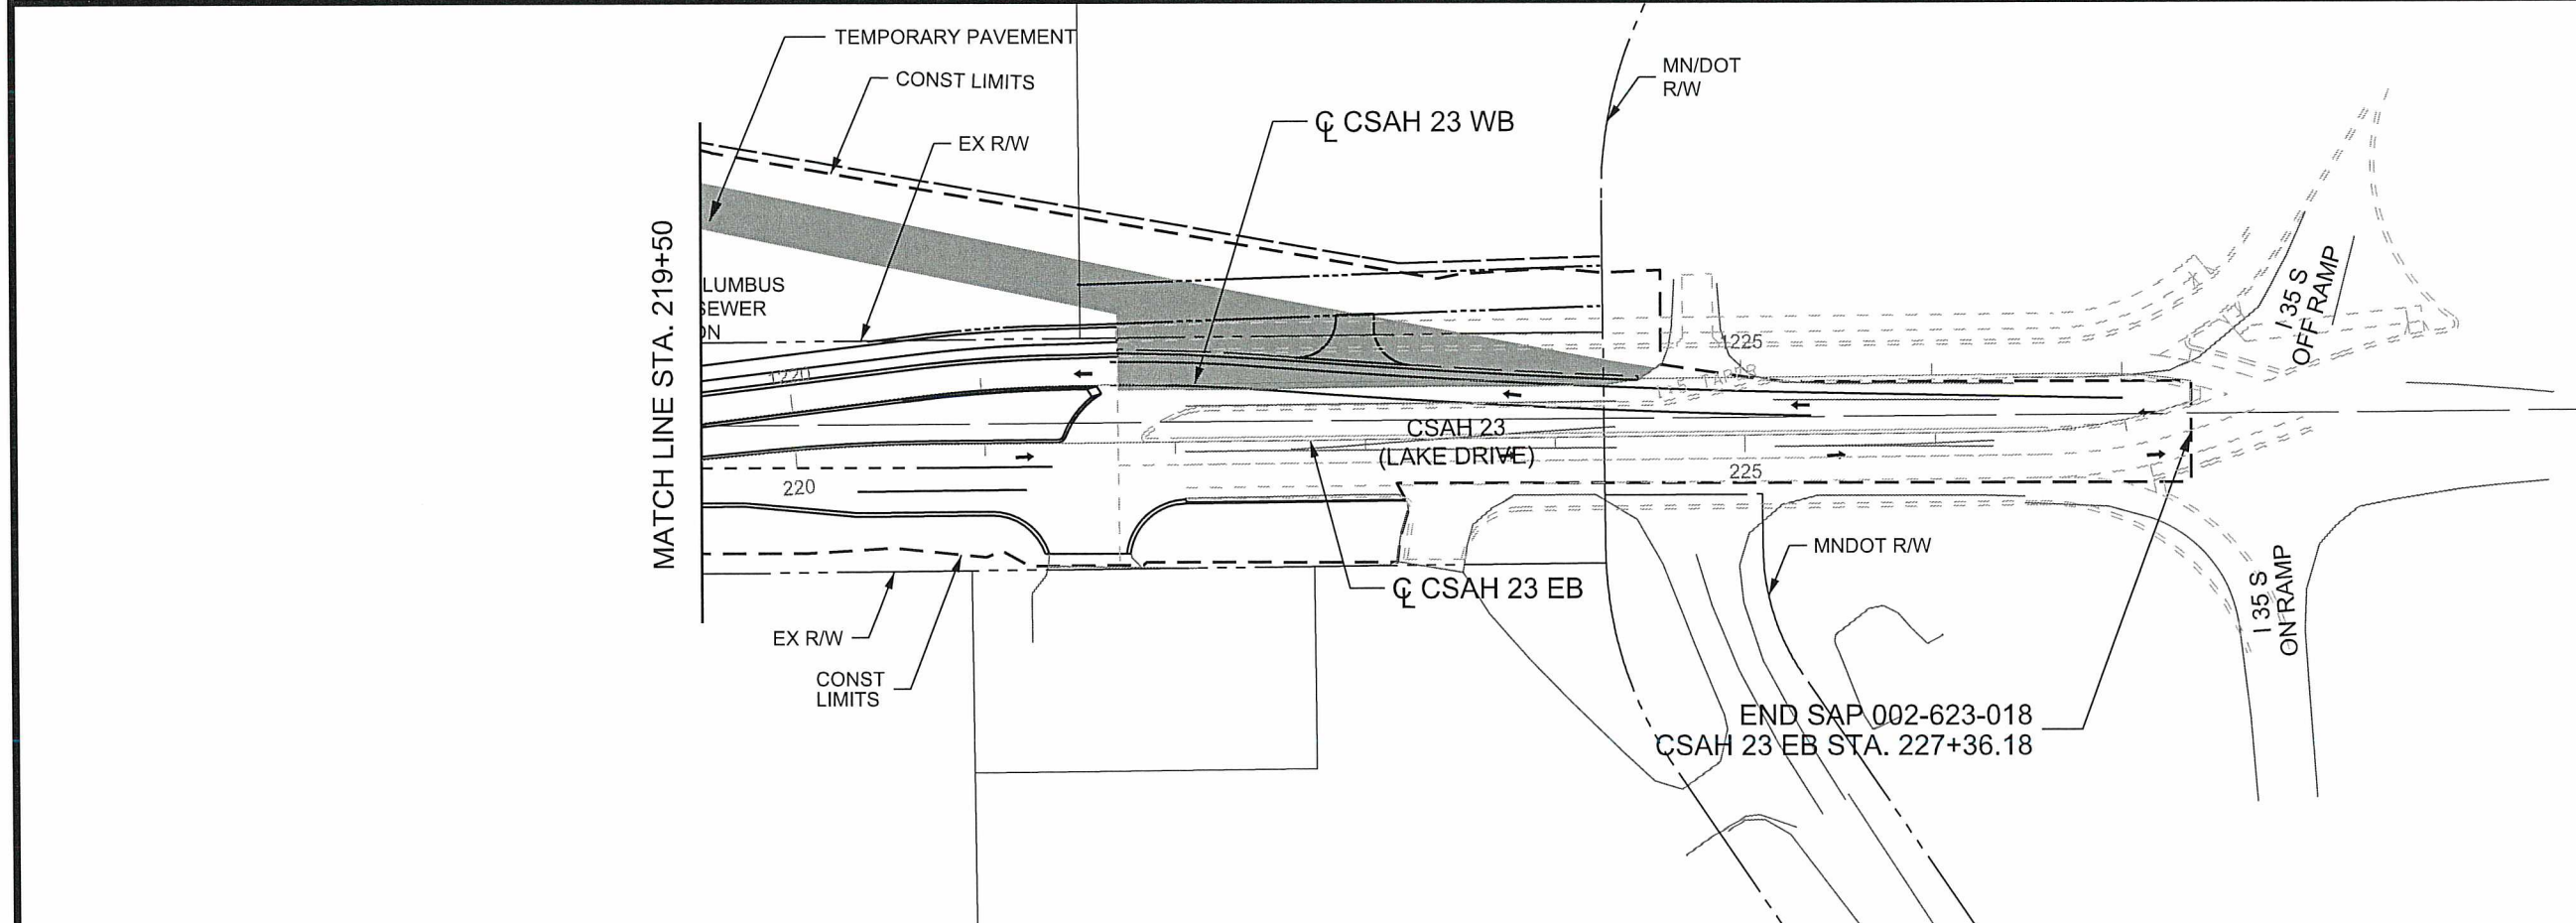 TEMPORARY PAVEMENT
CONST LIMITS
EX R/W
MN/DOT
R/W
℄ CSAH 23 WB
MATCH LINE STA. 219+50
LUMBUS
SEWER
ON
1220
1225
I 35 S
OFF RAMP
CSAH 23
(LAKE DRIVE)
220
225
MNDOT R/W
℄ CSAH 23 EB
EX R/W
CONST
LIMITS
I 35 S
ON RAMP
END SAP 002-623-018
CSAH 23 EB STA. 227+36.18